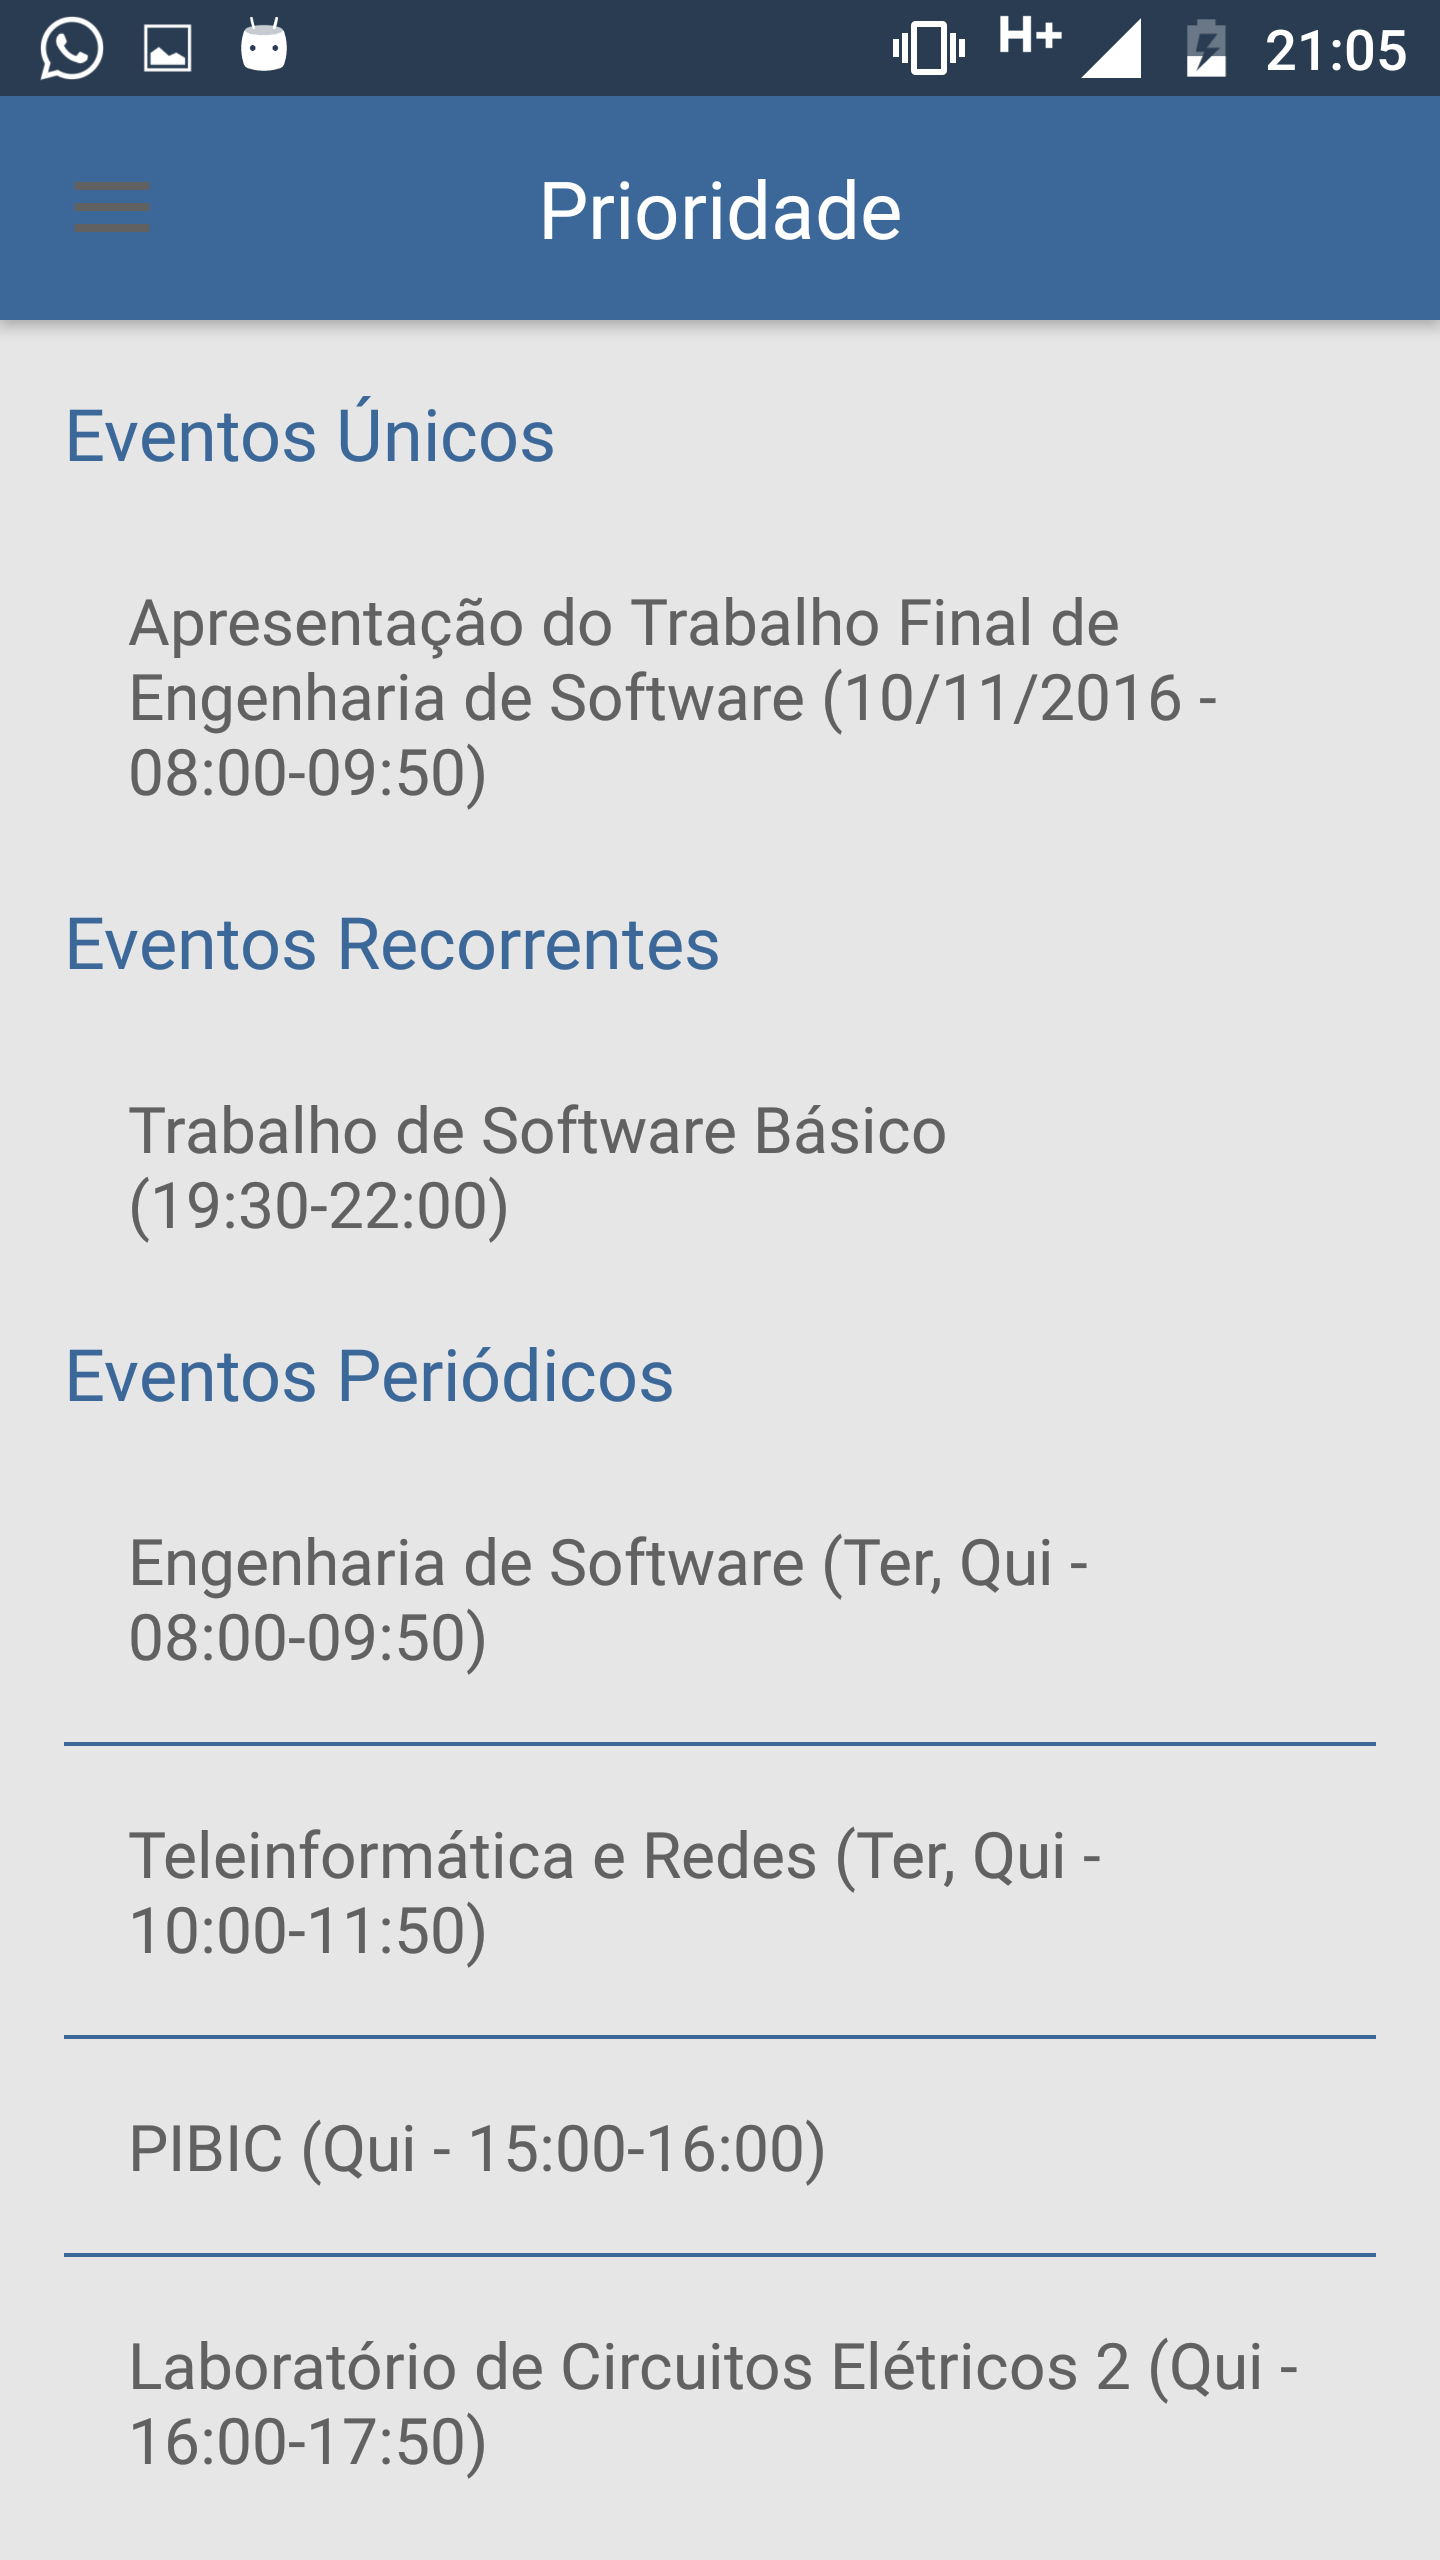 H+ 21:05
Prioridade
Eventos Únicos
Apresentação do Trabalho Final de
Engenharia de Software (10/11/2016 -
08:00-09:50)
Eventos Recorrentes
Trabalho de Software Básico
(19:30-22:00)
Eventos Periódicos
Engenharia de Software (Ter, Qui -
08:00-09:50)
Teleinformática e Redes (Ter, Qui -
10:00-11:50)
PIBIC (Qui - 15:00-16:00)
Laboratório de Circuitos Elétricos 2 (Qui -
16:00-17:50)